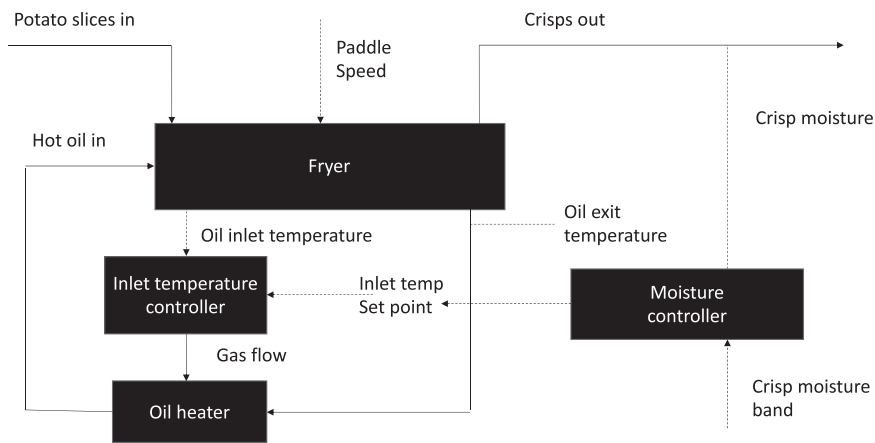 Potato slices in
Crisps out
Paddle
Speed
Crisp moisture
Hot oil in
Fryer
Oil exit
temperature
Oil inlet temperature
Inlet temperature
controller
Inlet temp
Set point
Moisture
controller
Gas flow
Crisp moisture
band
Oil heater